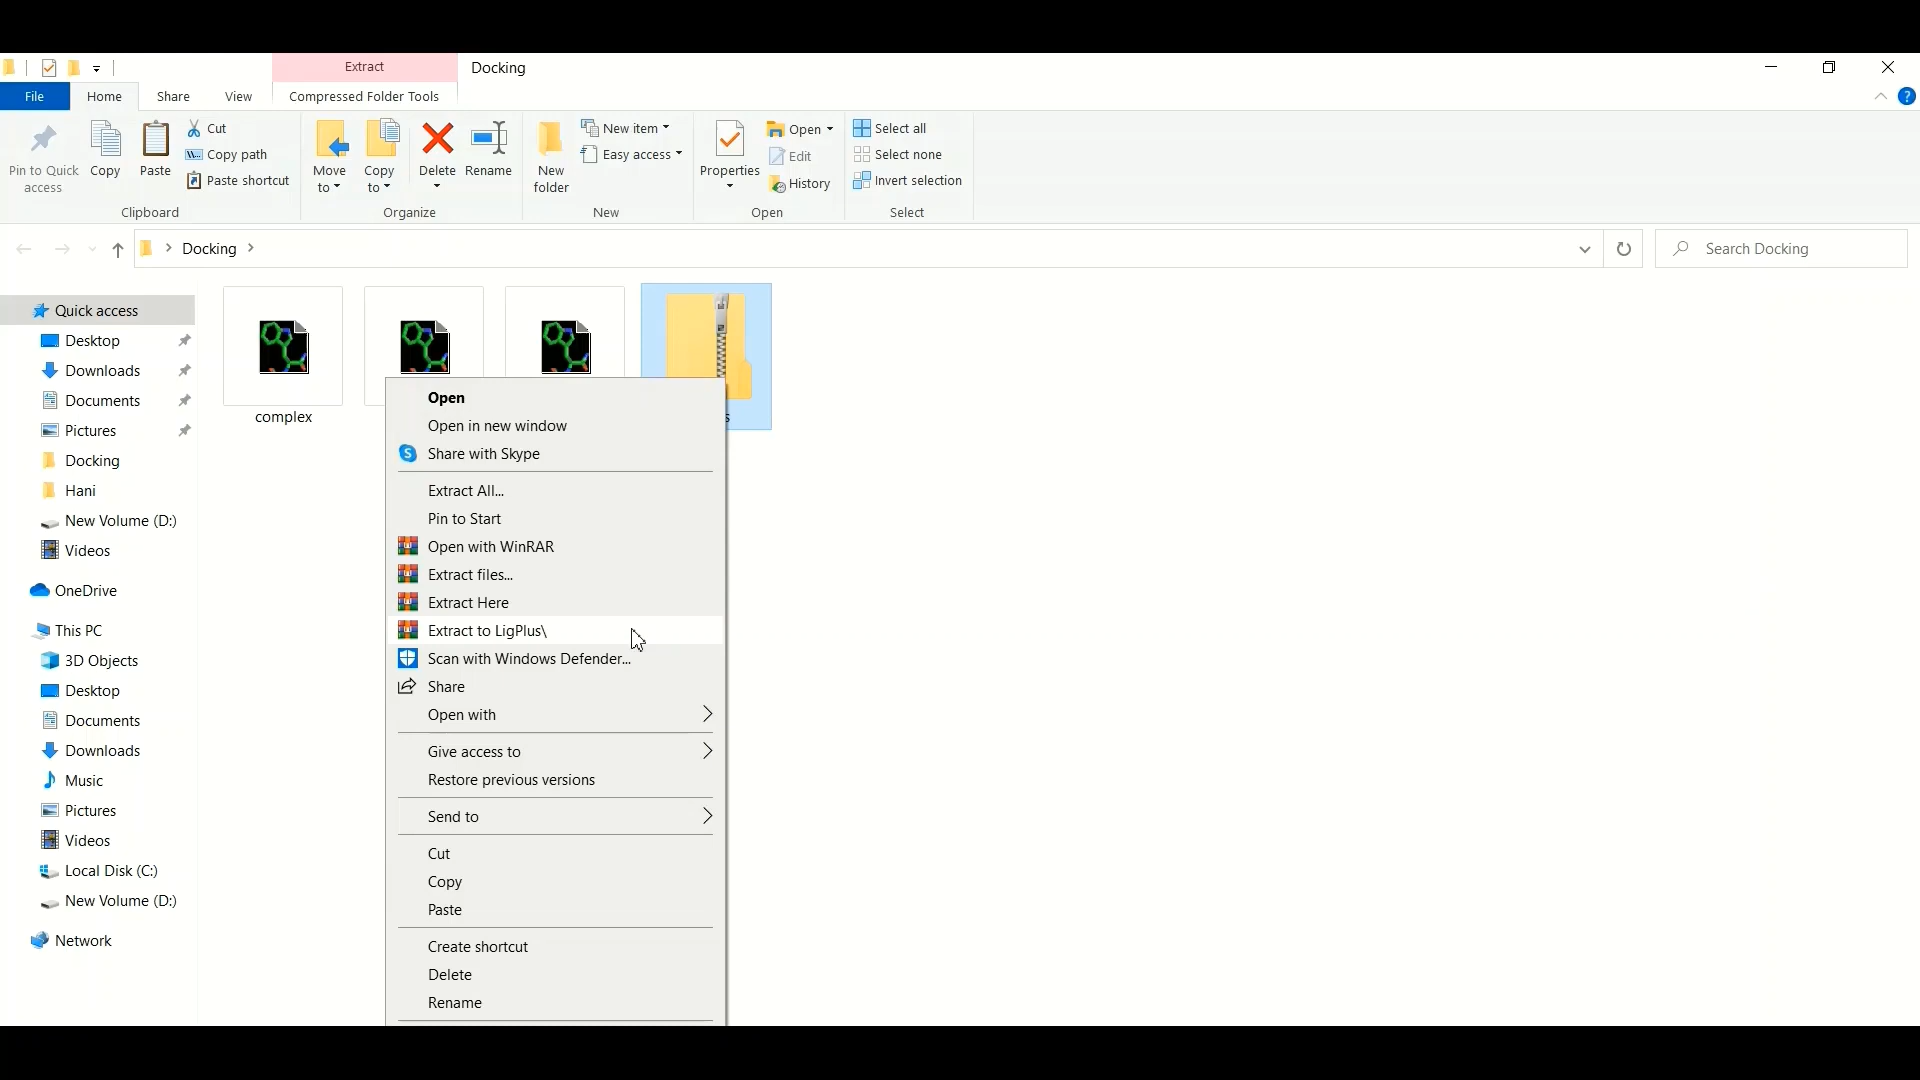 Extract
Docking
File
Home
Share
View
Compressed Folder Tools
Pin to Quick
access
Copy
Paste
Cut
Copy path
Paste shortcut
Clipboard
Move
to
Copy
to
Delete
Rename
Organize
New
folder
New item
Easy access
New
Properties
Open
Edit
History
Open
Select all
Select none
Invert selection
Select
Docking
Search Docking
Quick access
Desktop
Downloads
Documents
Pictures
Docking
Hani
New Volume (D:)
Videos
OneDrive
This PC
3D Objects
Desktop
Documents
Downloads
Music
Pictures
Videos
Local Disk (C:)
New Volume (D:)
Network
complex
s
Open
Open in new window
Share with Skype
Extract All...
Pin to Start
Open with WinRAR
Extract files...
Extract Here
Extract to LigPlus\
Scan with Windows Defender...
Share
Open with
Give access to
Restore previous versions
Send to
Cut
Copy
Paste
Create shortcut
Delete
Rename